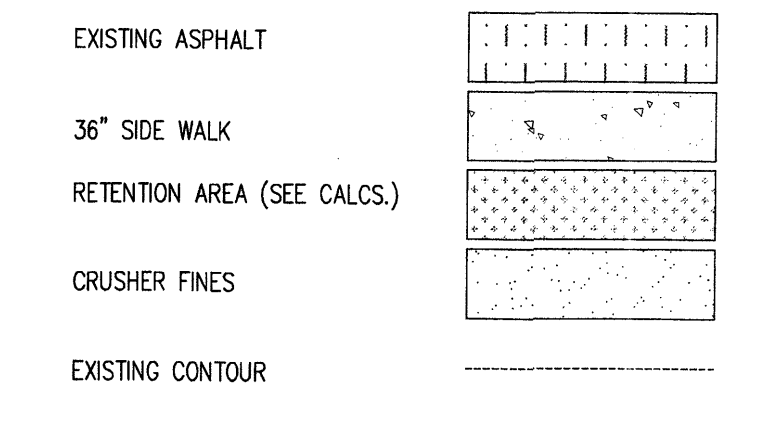 EXISTING ASPHALT
36" SIDE WALK
RETENTION AREA (SEE CALCS.)
CRUSHER FINES
EXISTING CONTOUR